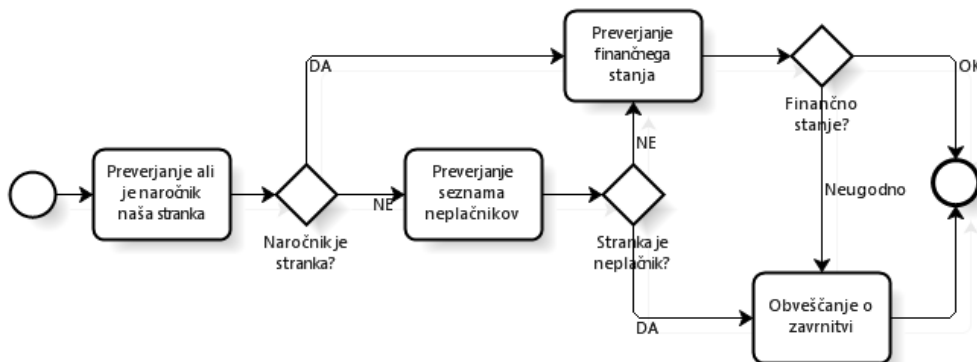 Preverjanje
finančnega
stanja
DA
OK
Finančno
stanje?
NE
Preverjanje ali
je naročnik
naša stranka
Preverjanje
seznama
neplačnikov
NE
Neugodno
Naročnik je
stranka?
Stranka je
neplačnik?
Obveščanje o
zavrnitvi
DA